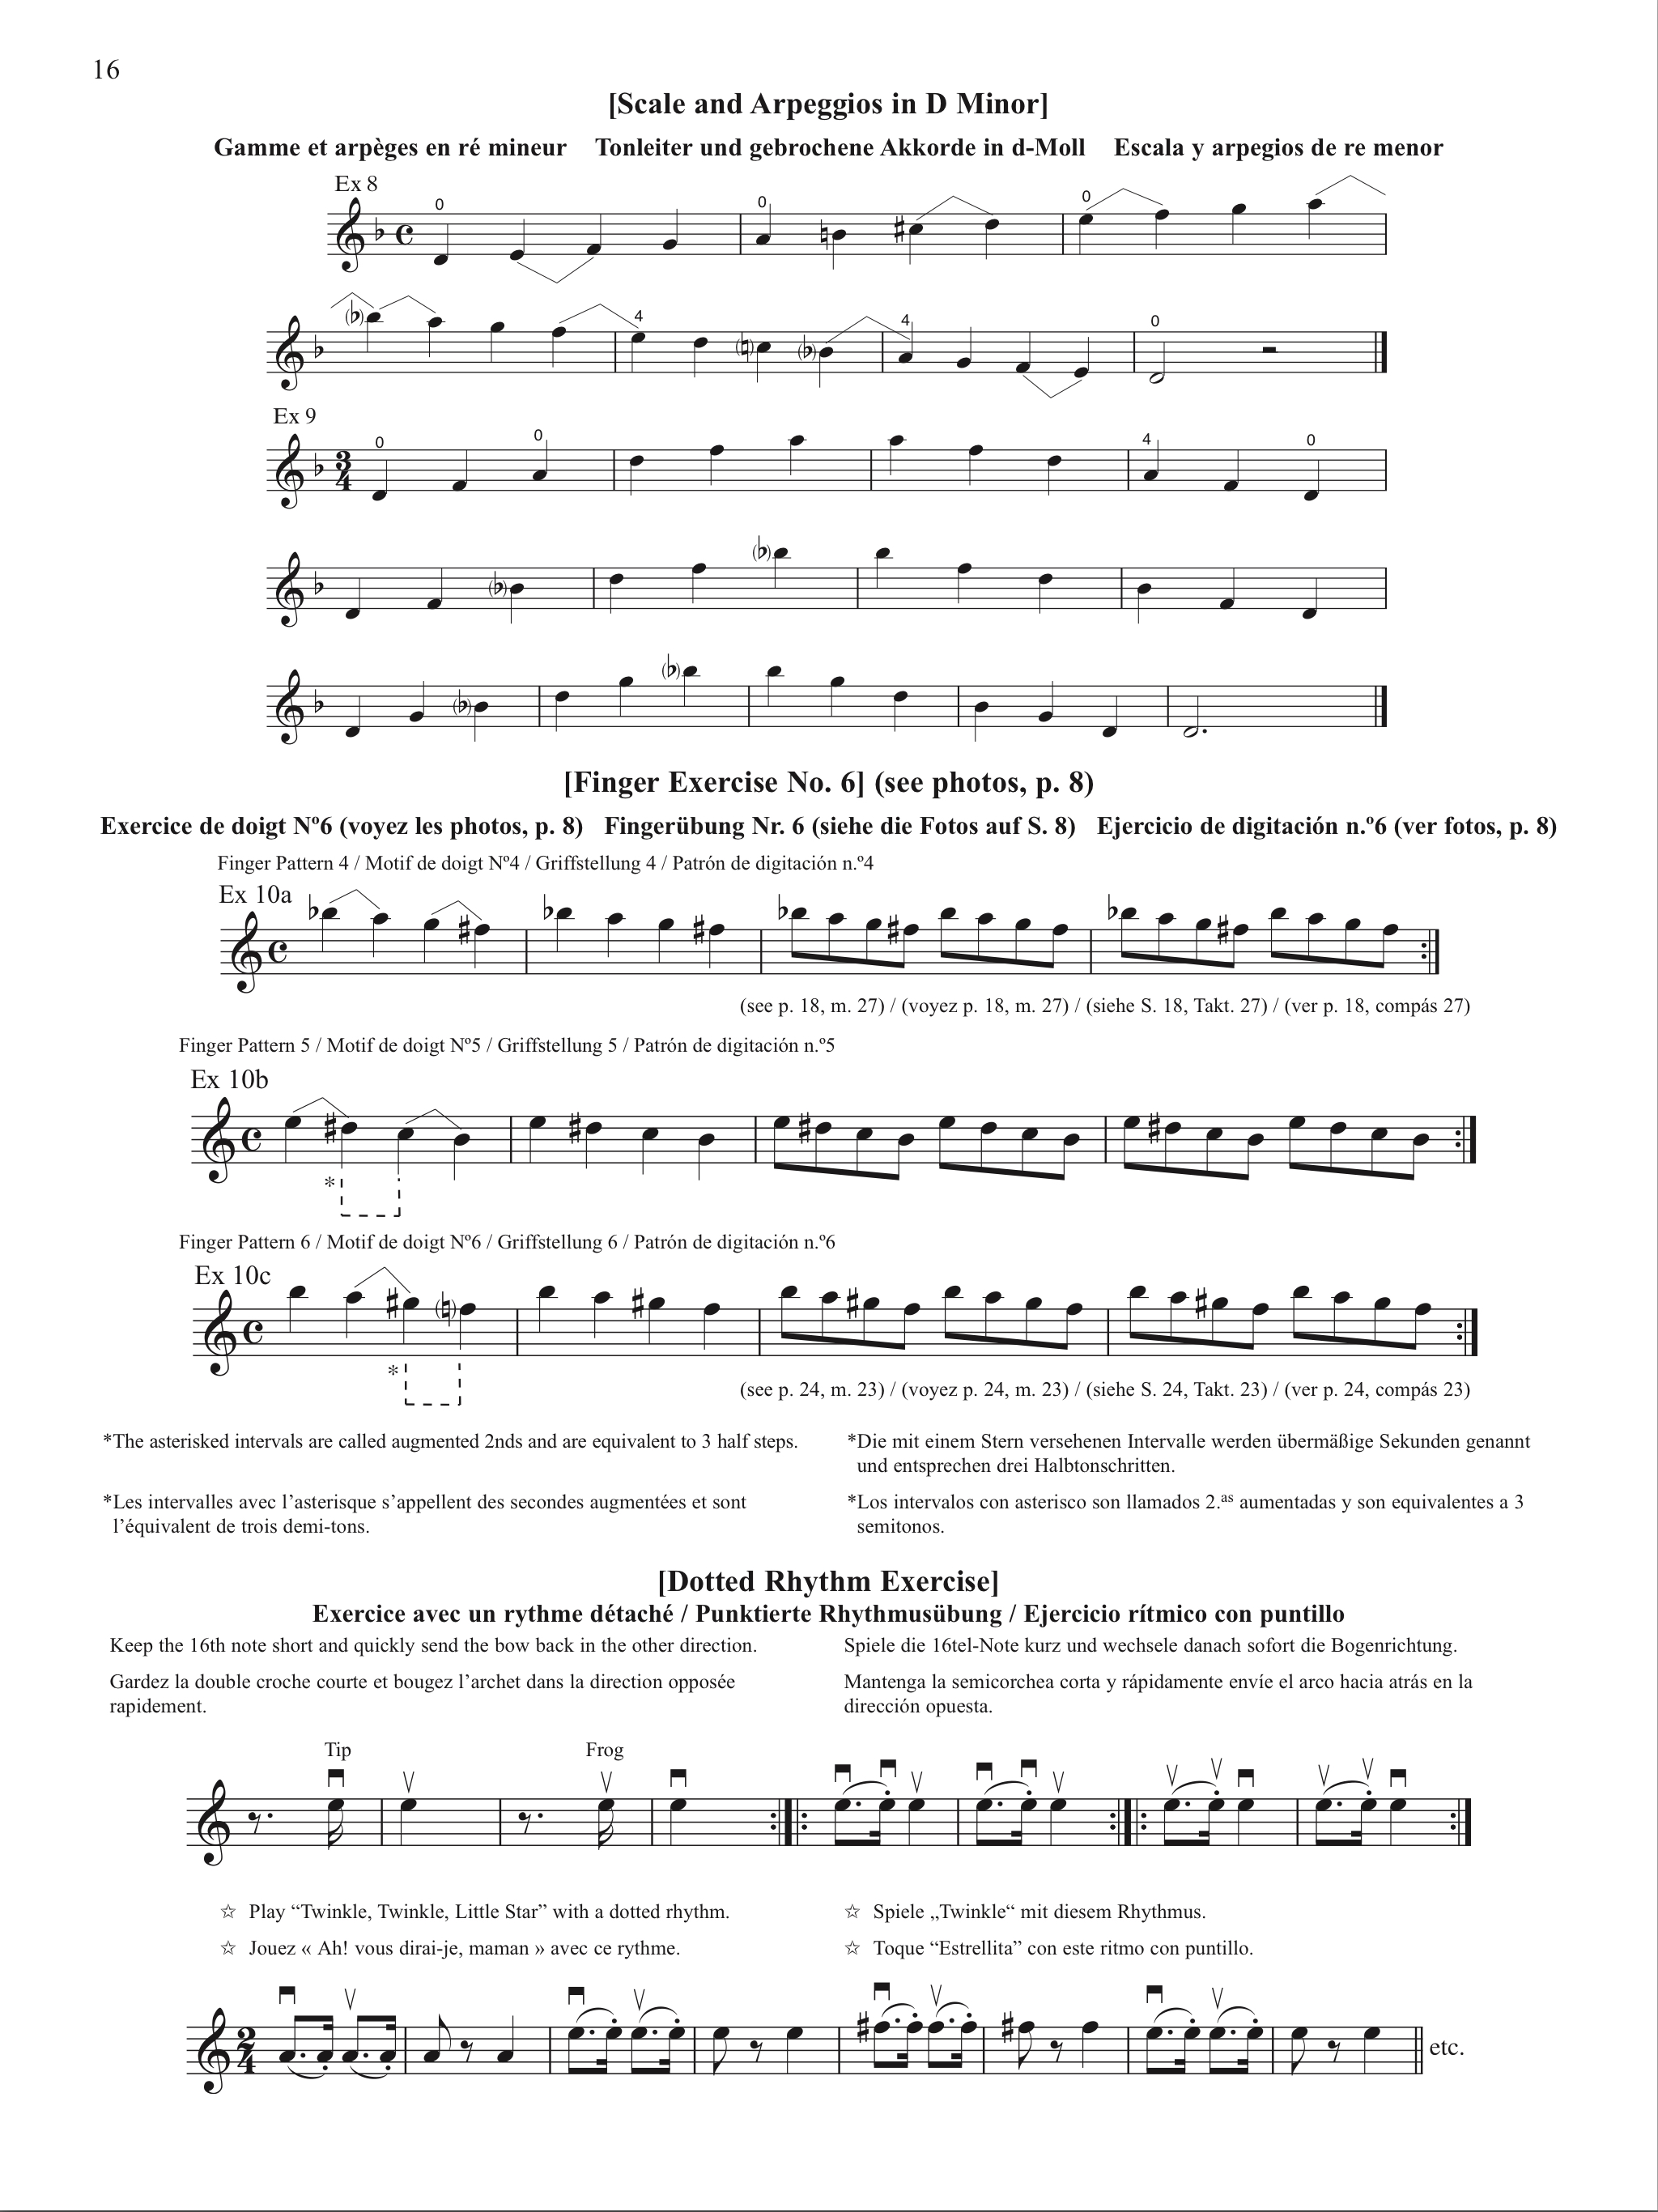 16
[Scale and Arpeggios in D Minor]
Gamme et arpèges en ré mineur Tonleiter und gebrochene Akkorde in d-Moll Escala y arpegios de re menor
Ex 8
0 0 0
4 4 0
Ex 9
0 0 4 0
3
4
[Finger Exercise No. 6] (see photos, p. 8)
Exercice de doigt Nº6 (voyez les photos, p. 8) Fingerübung Nr. 6 (siehe die Fotos auf S. 8) Ejercicio de digitación n.º6 (ver fotos, p. 8)
Finger Pattern 4 / Motif de doigt Nº4 / Griffstellung 4 / Patrón de digitación n.º4
Ex 10a
(see p. 18, m. 27) / (voyez p. 18, m. 27) / (siehe S. 18, Takt. 27) / (ver p. 18, compás 27)
Finger Pattern 5 / Motif de doigt Nº5 / Griffstellung 5 / Patrón de digitación n.º5
Ex 10b
*
Finger Pattern 6 / Motif de doigt Nº6 / Griffstellung 6 / Patrón de digitación n.º6
Ex 10c
*
(see p. 24, m. 23) / (voyez p. 24, m. 23) / (siehe S. 24, Takt. 23) / (ver p. 24, compás 23)
*The asterisked intervals are called augmented 2nds and are equivalent to 3 half steps.
*Les intervalles avec l’asterisque s’appellent des secondes augmentées et sont
l’équivalent de trois demi-tons.
*Die mit einem Stern versehenen Intervalle werden übermäßige Sekunden genannt
und entsprechen drei Halbtonschritten.
*Los intervalos con asterisco son llamados 2.ᵃˢ aumentadas y son equivalentes a 3
semitonos.
[Dotted Rhythm Exercise]
Exercice avec un rythme détaché / Punktierte Rhythmusübung / Ejercicio rítmico con puntillo
Keep the 16th note short and quickly send the bow back in the other direction.
Gardez la double croche courte et bougez l’archet dans la direction opposée
rapidement.
Spiele die 16tel-Note kurz und wechsele danach sofort die Bogenrichtung.
Mantenga la semicorchea corta y rápidamente envíe el arco hacia atrás en la
dirección opuesta.
Tip Frog
☆ Play “Twinkle, Twinkle, Little Star” with a dotted rhythm.
☆ Jouez « Ah! vous dirai-je, maman » avec ce rythme.
☆ Spiele „Twinkle“ mit diesem Rhythmus.
☆ Toque “Estrellita” con este ritmo con puntillo.
2
4
etc.